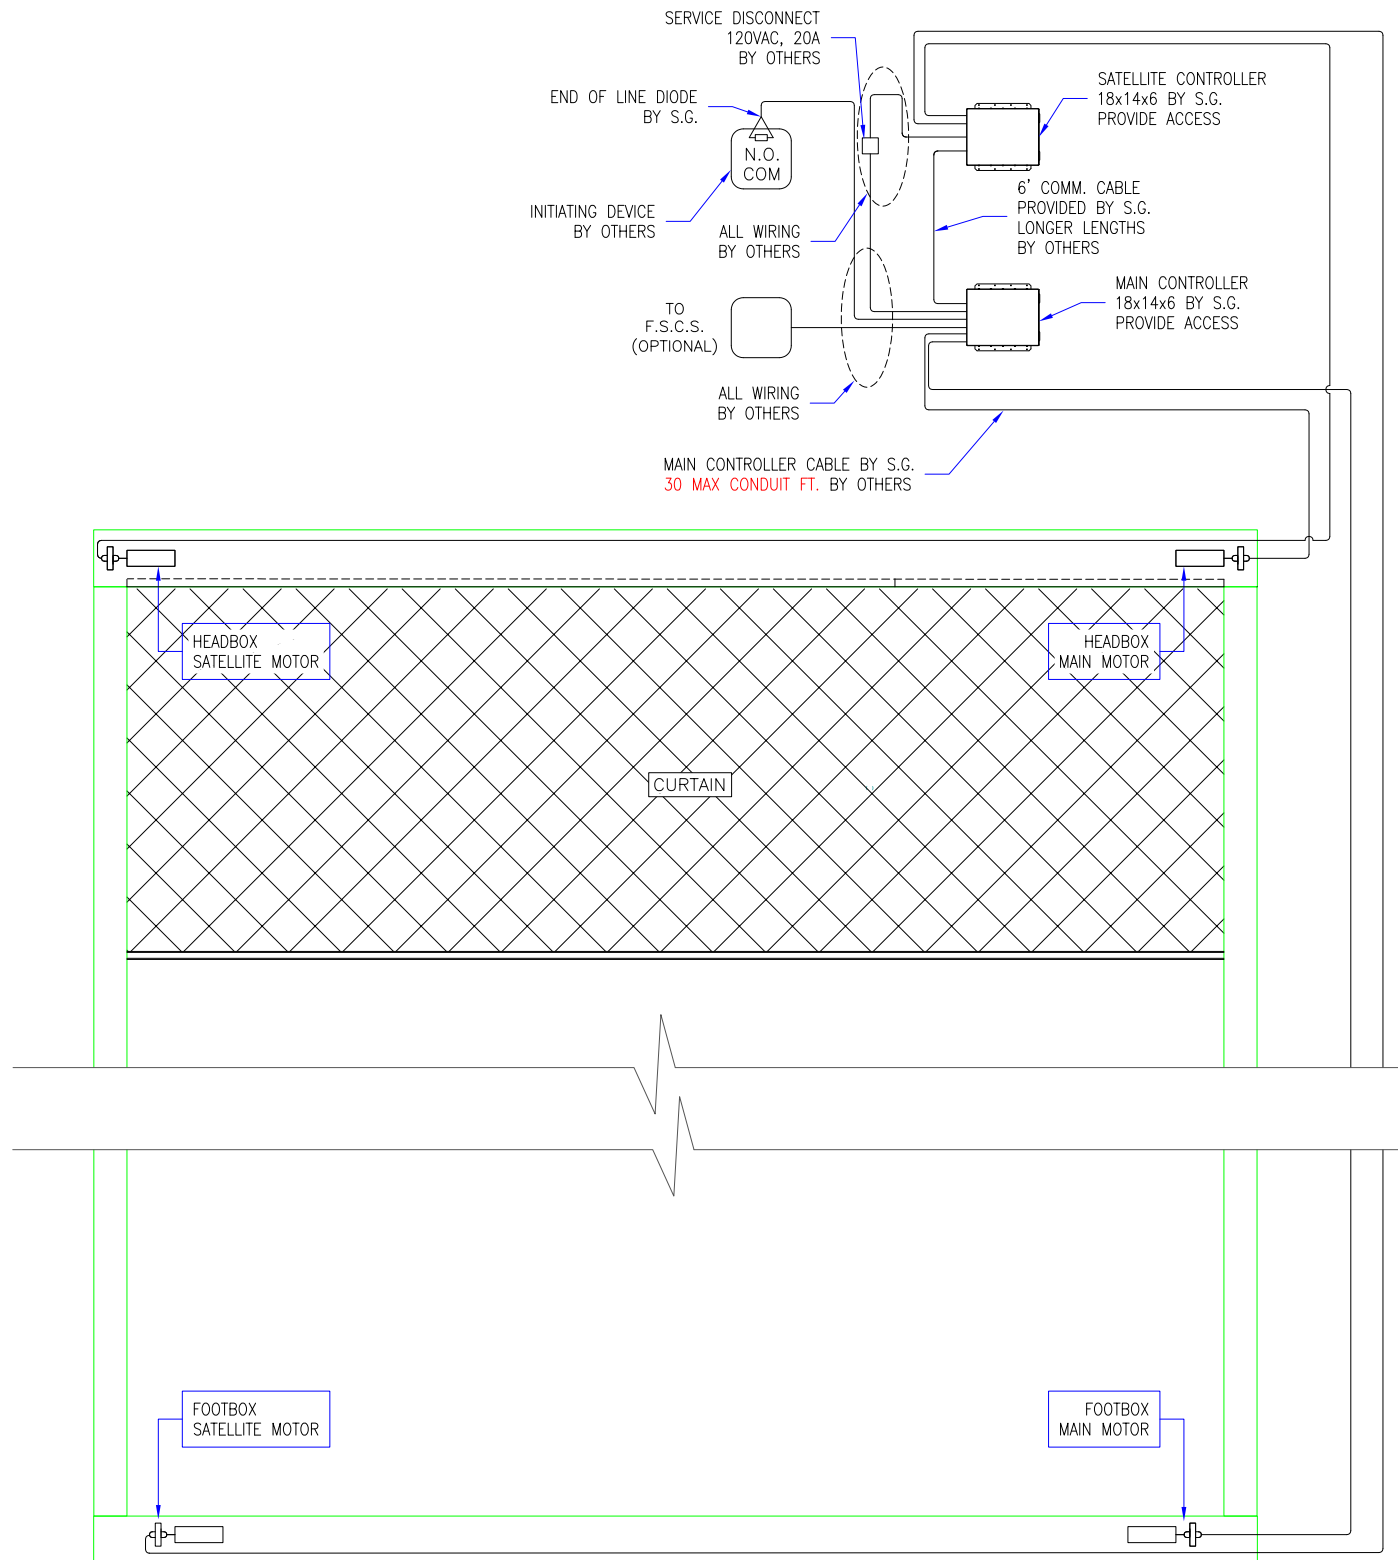 SERVICE DISCONNECT
120VAC, 20A
BY OTHERS
END OF LINE DIODE
BY S.G.
SATELLITE CONTROLLER
18x14x6 BY S.G.
PROVIDE ACCESS
N.O.
COM
INITIATING DEVICE
BY OTHERS
ALL WIRING
BY OTHERS
6' COMM. CABLE
PROVIDED BY S.G.
LONGER LENGTHS
BY OTHERS
MAIN CONTROLLER
18x14x6 BY S.G.
PROVIDE ACCESS
TO
F.S.C.S.
(OPTIONAL)
ALL WIRING
BY OTHERS
MAIN CONTROLLER CABLE BY S.G.
30 MAX CONDUIT FT. BY OTHERS
HEADBOX
SATELLITE MOTOR
HEADBOX
MAIN MOTOR
CURTAIN
FOOTBOX
SATELLITE MOTOR
FOOTBOX
MAIN MOTOR